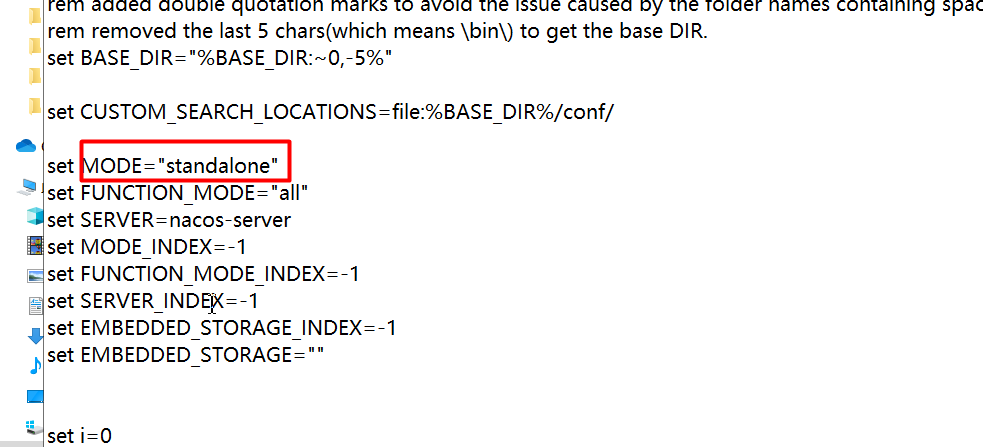 rem added double quotation marks to avoid the issue caused by the folder names containing spac
rem removed the last 5 chars(which means \bin\) to get the base DIR.
set BASE_DIR="%BASE_DIR:~0,-5%"
set CUSTOM_SEARCH_LOCATIONS=file:%BASE_DIR%/conf/
set MODE="standalone"
set FUNCTION_MODE="all"
set SERVER=nacos-server
set MODE_INDEX=-1
set FUNCTION_MODE_INDEX=-1
set SERVER_INDEX=-1
set EMBEDDED_STORAGE_INDEX=-1
set EMBEDDED_STORAGE=""
set i=0